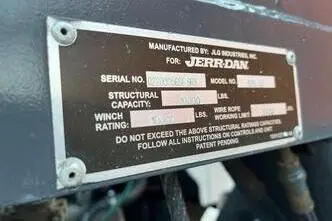 MANUFACTURED BY: JLG INDUSTRIES, INC.
FOR: JERR-DAN.
SERIAL NO. MODEL NO.
STRUCTURAL
CAPACITY: LBS.
WINCH WIRE ROPE
RATING: LBS. WORKING LIMIT LBS.
DO NOT EXCEED THE ABOVE STRUCTURAL RATINGS CAPACITY
FOLLOW ALL INSTRUCTIONS ON CONTROLS AND UNIT
PATENT PENDING